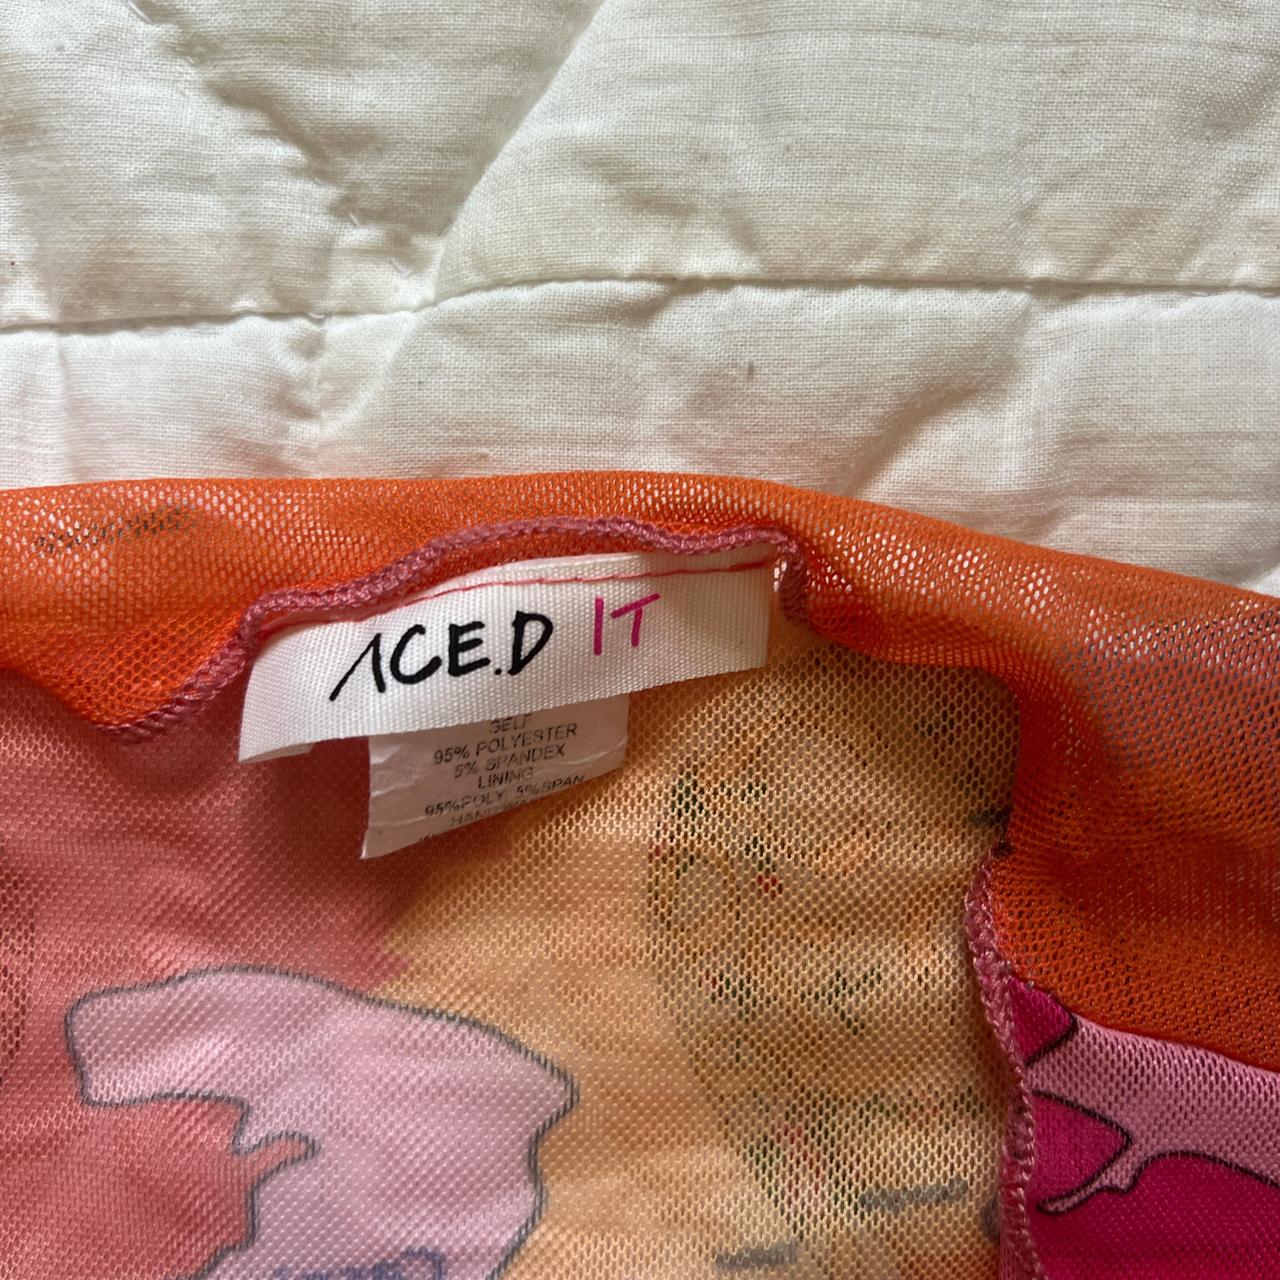 ACE.D IT
SELF
95% POLYESTER
5% SPANDEX
LINING
95%POLY, 5%SPAN